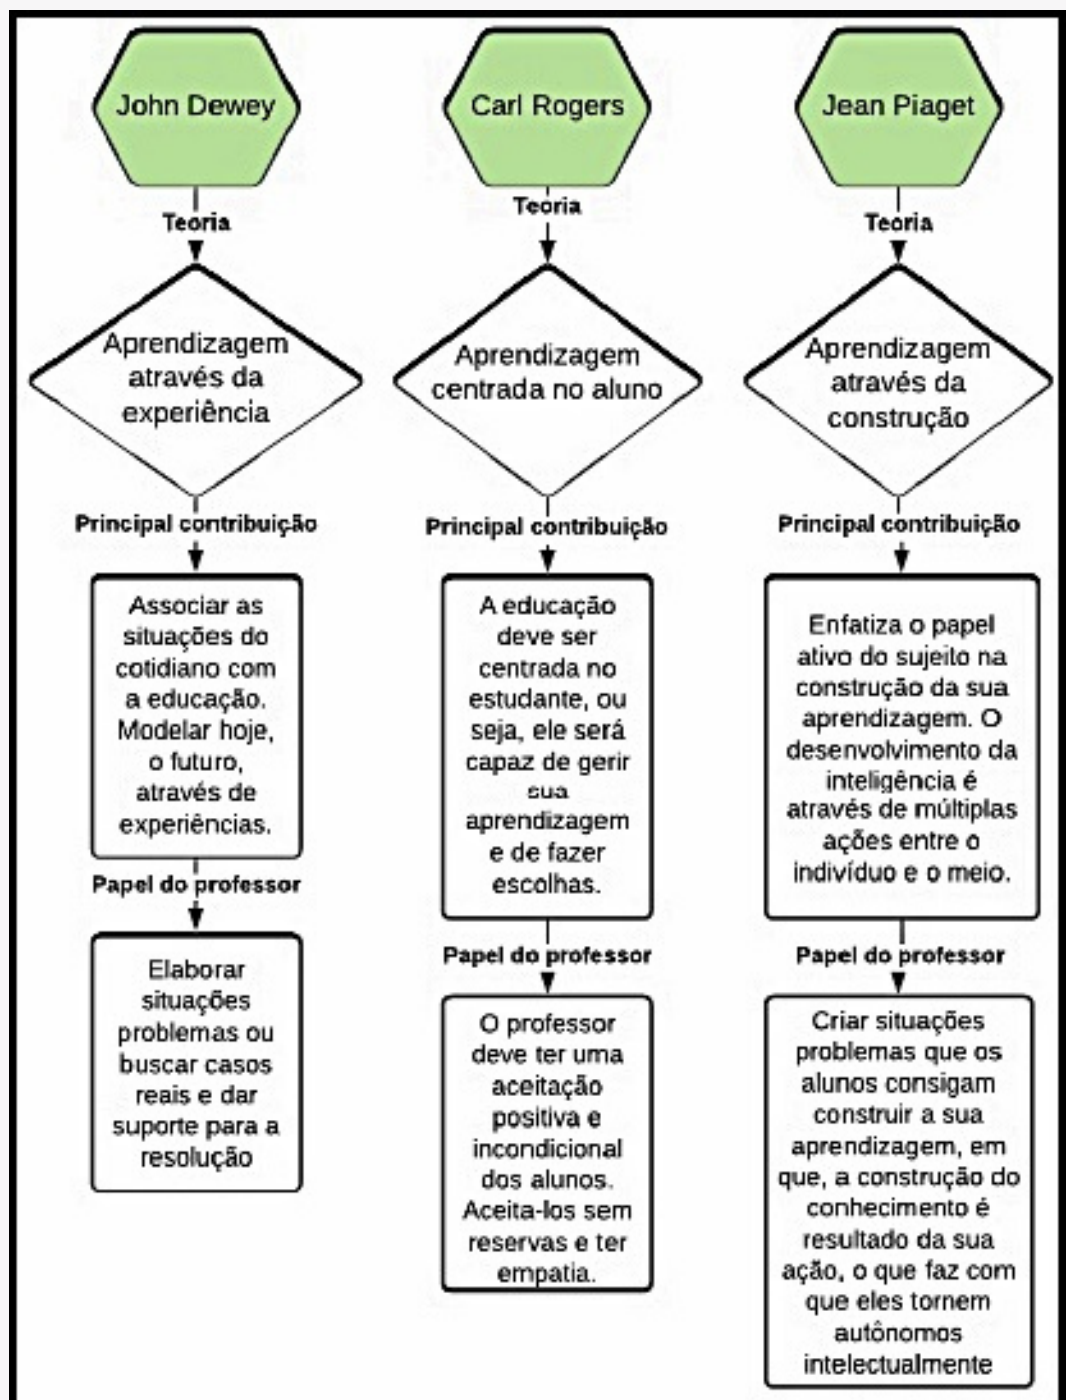 John Dewey
Teoria
Aprendizagem
através da
experiência
Principal contribuição
Associar as
situações do
cotidiano com
a educação.
Modelar hoje,
o futuro,
através de
experiências.
Papel do professor
Elaborar
situações
problemas ou
buscar casos
reais e dar
suporte para a
resolução
Carl Rogers
Teoria
Aprendizagem
centrada no aluno
Principal contribuição
A educação
deve ser
centrada no
estudante, ou
seja, ele será
capaz de gerir
sua
aprendizagem
e de fazer
escolhas.
Papel do professor
O professor
deve ter uma
aceitação
positiva e
incondicional
dos alunos.
Aceita-los sem
reservas e ter
empatia.
Jean Piaget
Teoria
Aprendizagem
através da
construção
Principal contribuição
Enfatiza o papel
ativo do sujeito na
construção da sua
aprendizagem. O
desenvolvimento da
inteligência é
através de múltiplas
ações entre o
indivíduo e o meio.
Papel do professor
Criar situações
problemas que os
alunos consigam
construir a sua
aprendizagem, em
que, a construção do
conhecimento é
resultado da sua
ação, o que faz com
que eles tornem
autônomos
intelectualmente